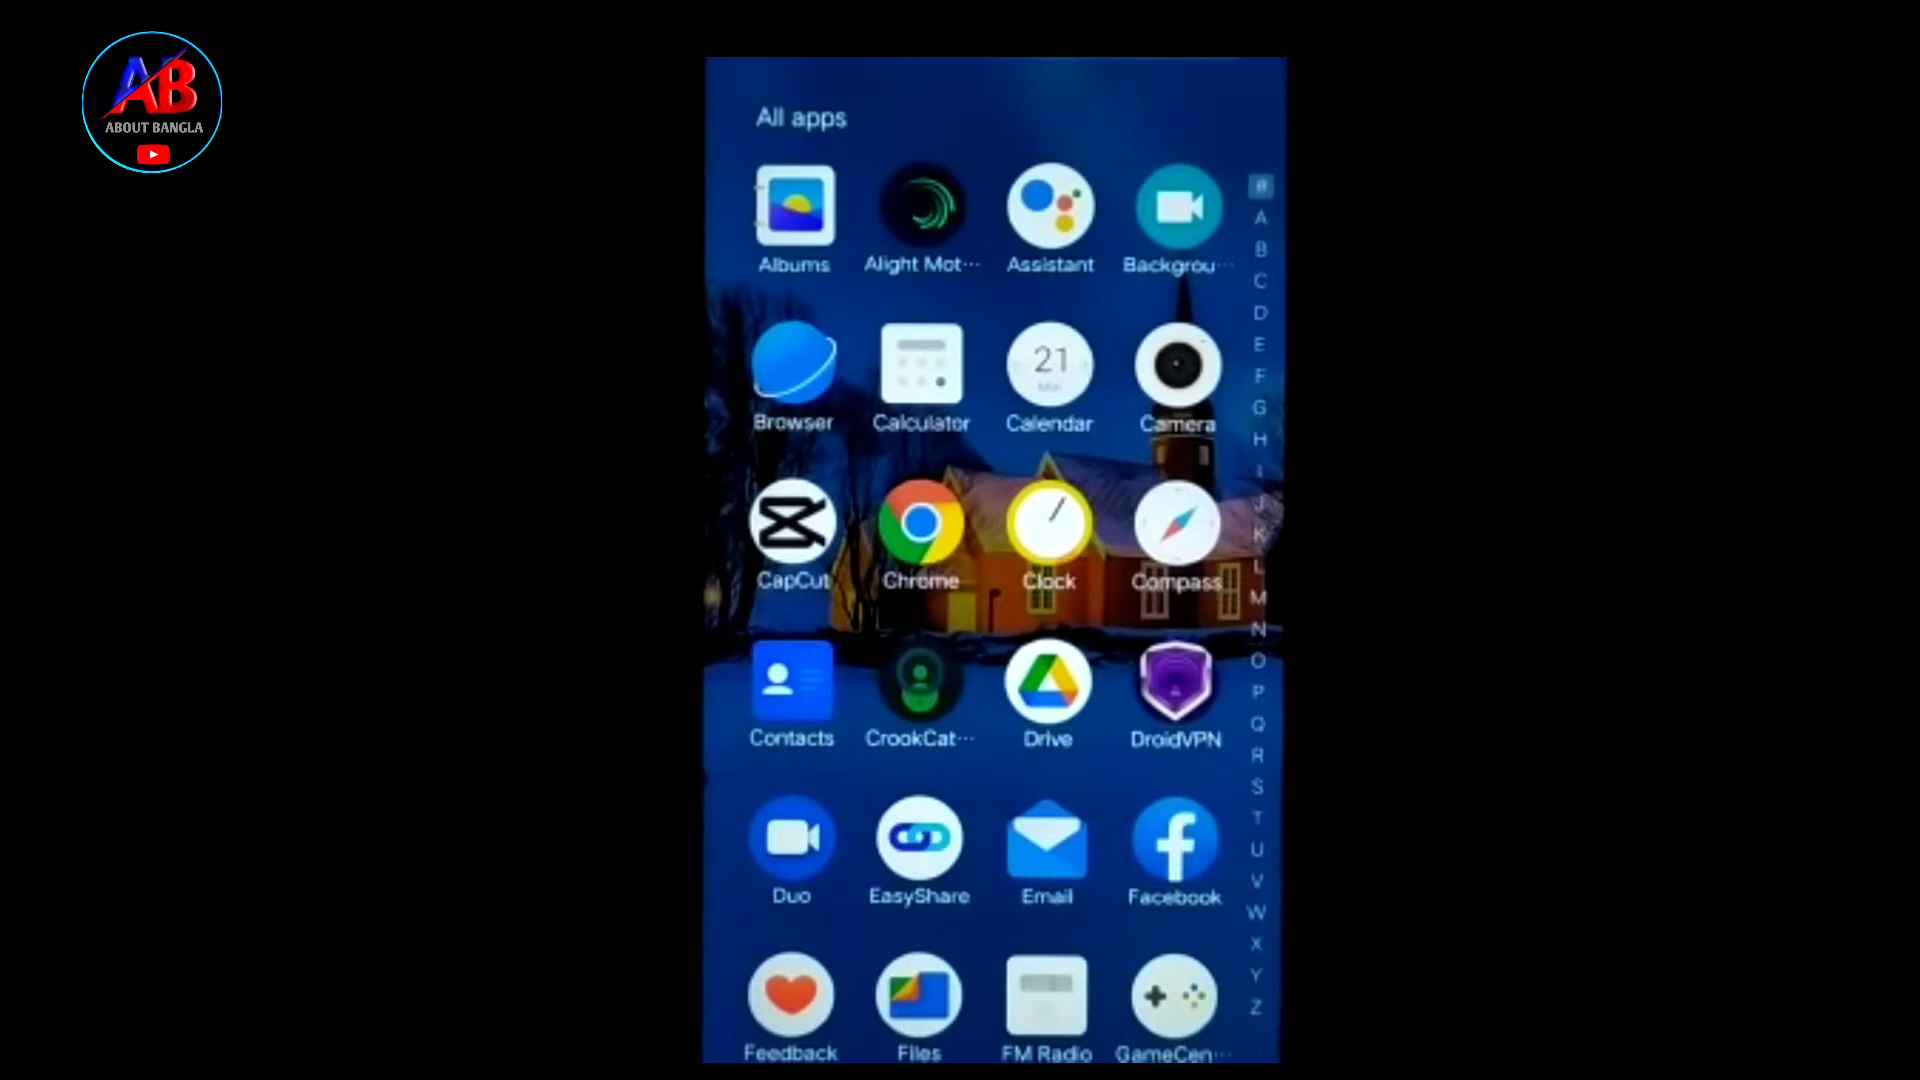 AB
ABOUT BANGLA
All apps
Albums Alight Mot··· Assistant Backgrou···
Browser Calculator Calendar Camera
21
Mon
CapCut Chrome Clock Compass
Contacts CrookCat··· Drive DroidVPN
Duo EasyShare Email Facebook
Feedback Files FM Radio GameCen···
#
A
B
C
D
E
F
G
H
I
J
K
L
M
N
O
P
Q
R
S
T
U
V
W
X
Y
Z